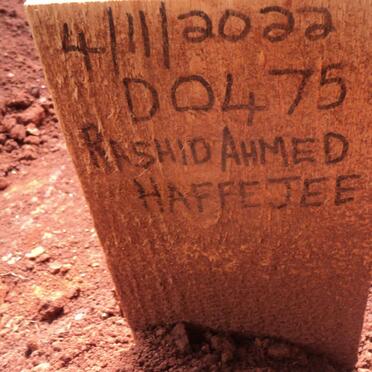 4/11/2022
D0475
RASHID AHMED
HAFFEJEE